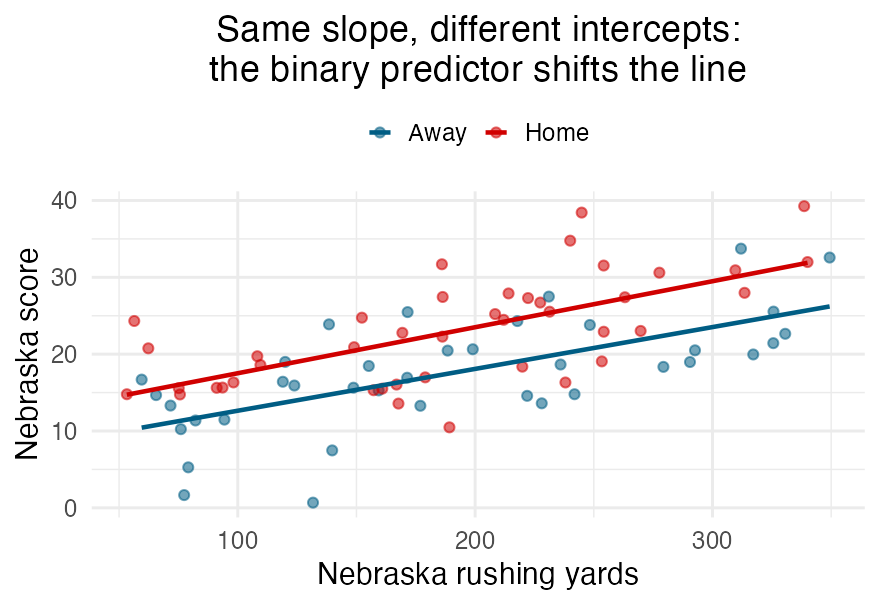 Same slope, different intercepts:
the binary predictor shifts the line
Away Home
40
30
20
10
0
Nebraska score
100 200 300
Nebraska rushing yards